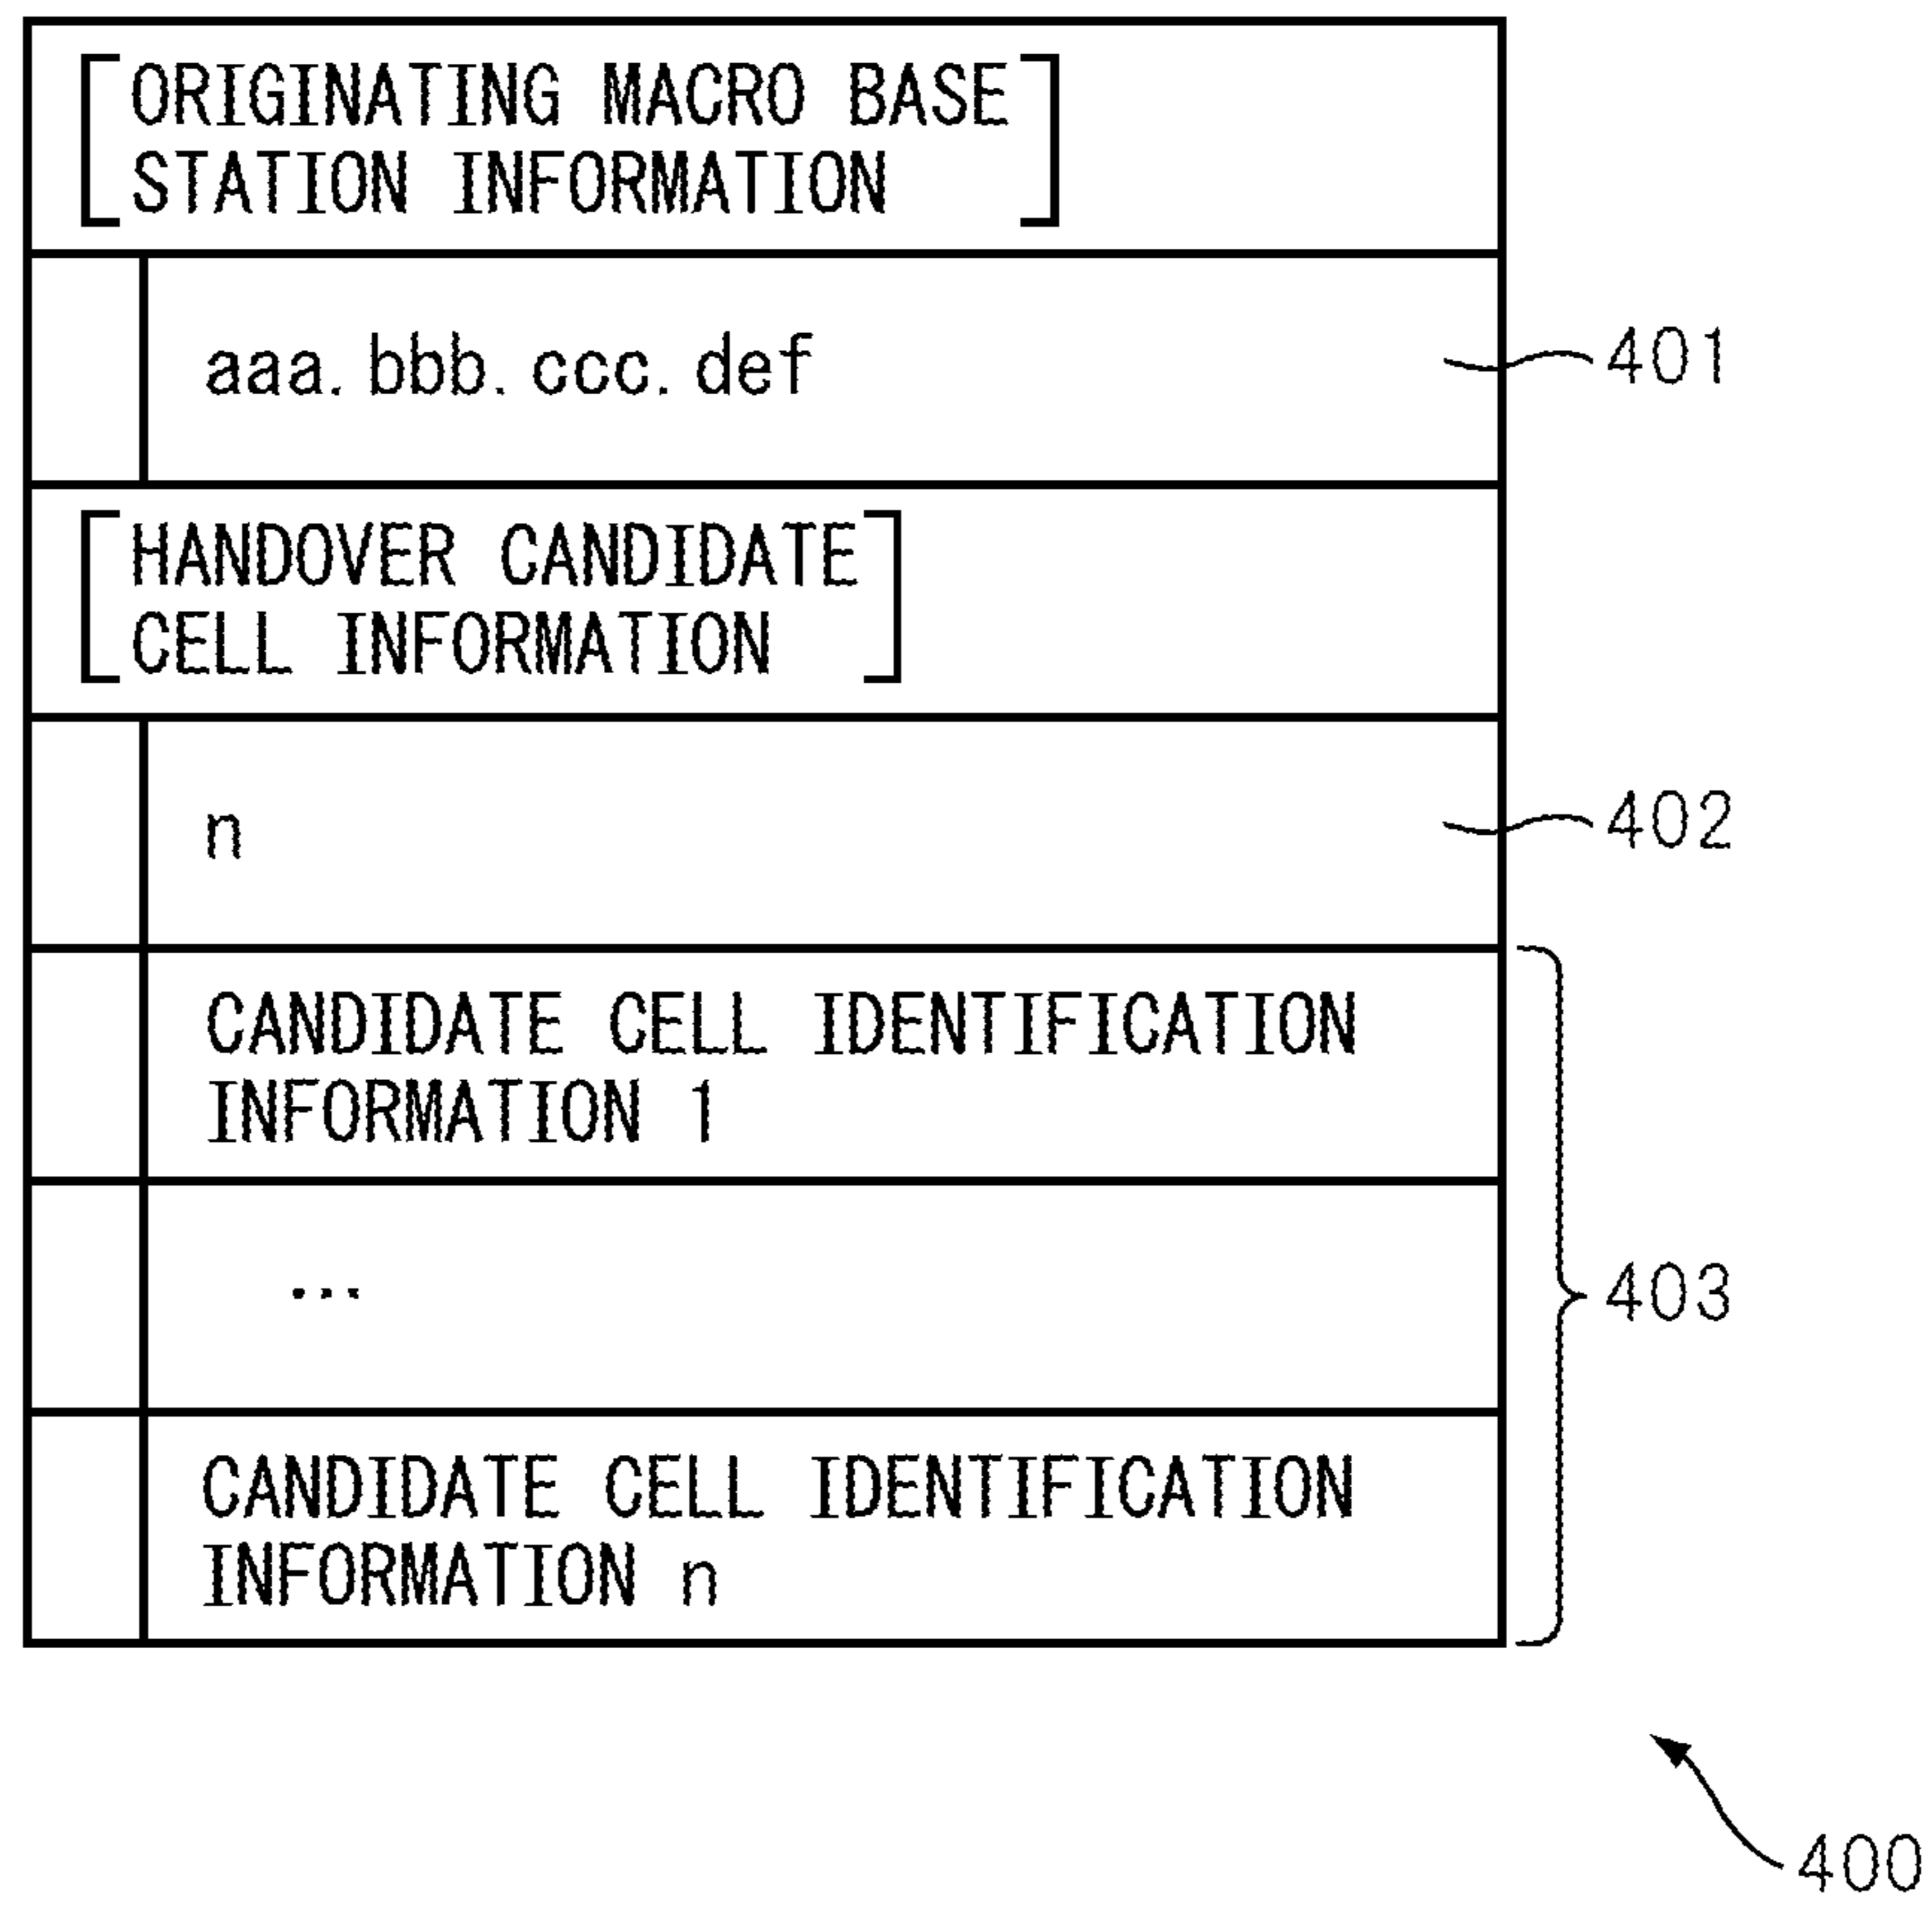 ORIGINATING MACRO BASE
STATION INFORMATION
aaa.bbb.ccc.def
401
HANDOVER CANDIDATE
CELL INFORMATION
n
402
CANDIDATE CELL IDENTIFICATION
INFORMATION 1
...
403
CANDIDATE CELL IDENTIFICATION
INFORMATION n
400